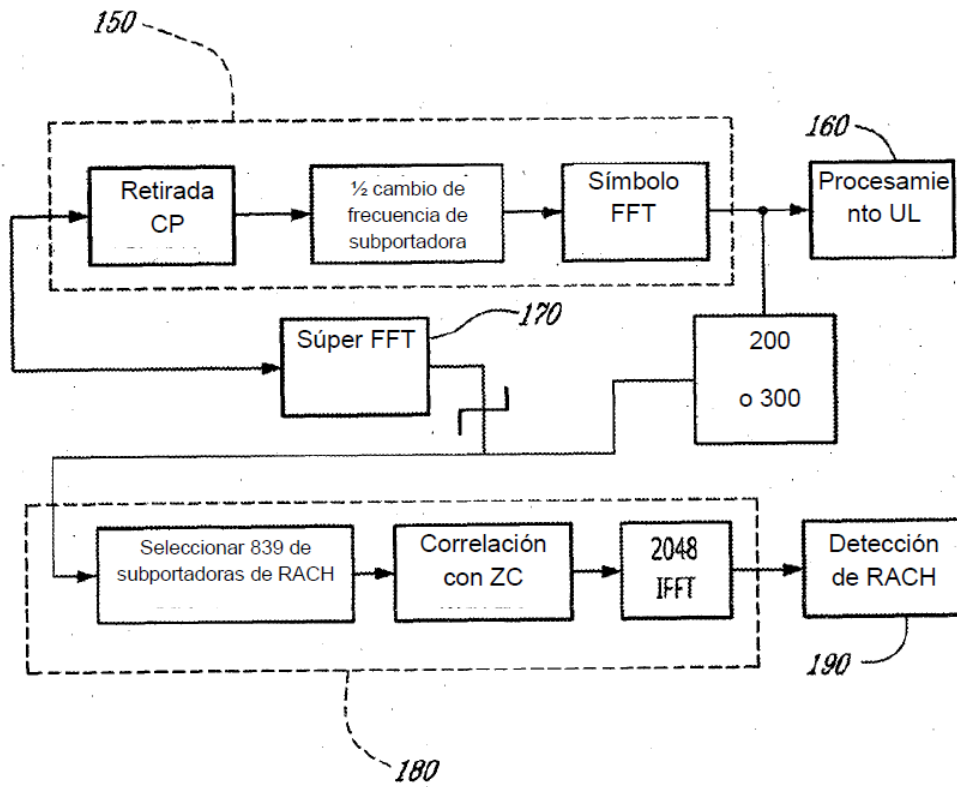 150
160
Retirada
CP
½ cambio de
frecuencia de
subportadora
Símbolo
FFT
Procesamie
nto UL
170
Súper FFT
200
o 300
Seleccionar 839 de
subportadoras de RACH
Correlación
con ZC
2048
IFFT
Detección
de RACH
190
180